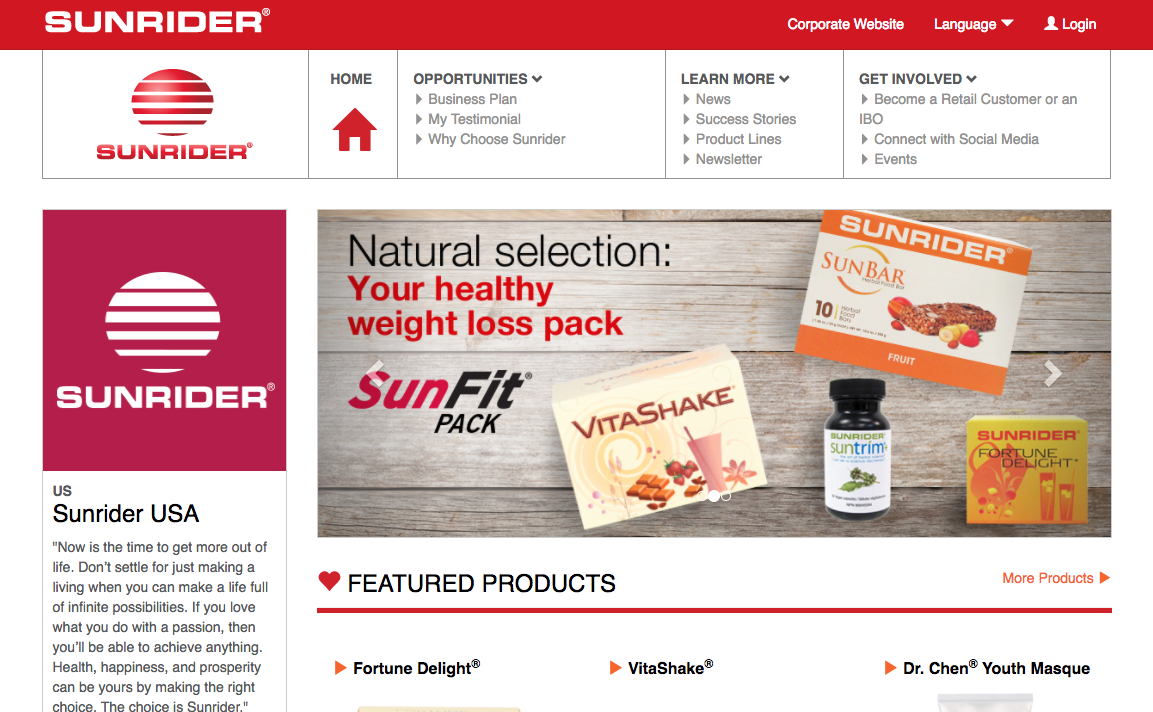 SUNRIDER®
Corporate Website
Language
Login
SUNRIDER®
HOME
OPPORTUNITIES
Business Plan
My Testimonial
Why Choose Sunrider
LEARN MORE
News
Success Stories
Product Lines
Newsletter
GET INVOLVED
Become a Retail Customer or an
IBO
Connect with Social Media
Events
SUNRIDER®
US
Sunrider USA
"Now is the time to get more out of
life. Don’t settle for just making a
living when you can make a life full
of infinite possibilities. If you love
what you do with a passion, then
you’ll be able to achieve anything.
Health, happiness, and prosperity
can be yours by making the right
choice. The choice is Sunrider."
Natural selection:
Your healthy
weight loss pack
SunFit®
PACK
VITASHAKE®
SUNRIDER®
SUNBAR
Herbal Food Bar
10
Herbal
Food
Bars
FRUIT
SUNRIDER
suntrim
SUNRIDER®
FORTUNE
DELIGHT®
FEATURED PRODUCTS
More Products
Fortune Delight®
VitaShake®
Dr. Chen® Youth Masque